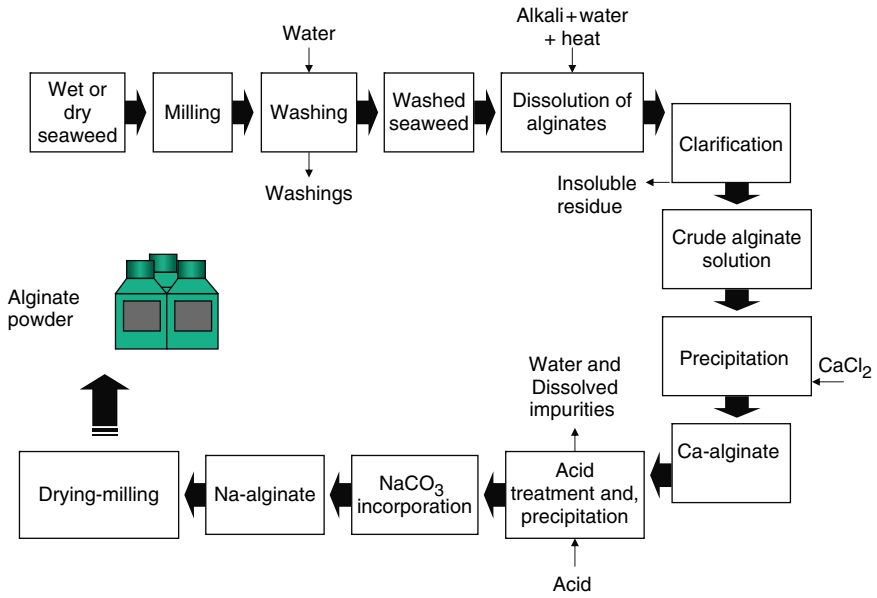 Water
Alkali+water
+ heat
Wet or
dry
seaweed
Milling
Washing
Washed
seaweed
Dissolution of
alginates
Clarification
Washings
Insoluble
residue
Crude alginate
solution
Alginate
powder
Precipitation
CaCl2
Water and
Dissolved
impurities
Ca-alginate
Acid
treatment and,
precipitation
NaCO3
incorporation
Na-alginate
Drying-milling
Acid